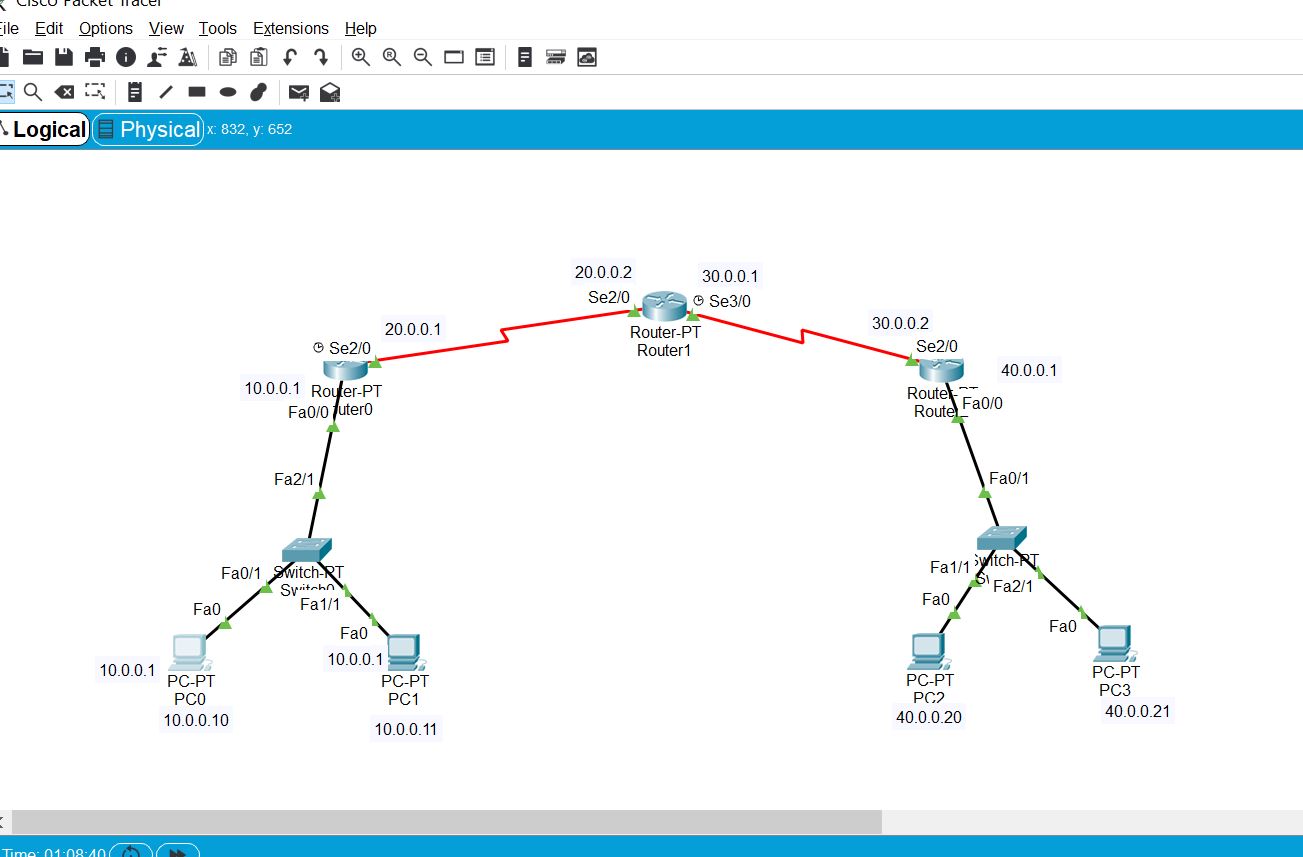 Cisco Packet Tracer
File Edit Options View Tools Extensions Help
Logical Physical x: 832, y: 652
20.0.0.2
30.0.0.1
Se2/0
Se3/0
Router-PT
Router1
20.0.0.1
Se2/0
10.0.0.1
Router-PT
Fa0/0
30.0.0.2
Se2/0
40.0.0.1
Fa0/0
Fa2/1
Fa0/1
Fa0/1
Switch-PT
Switch0
Fa1/1
Fa0
Fa0
10.0.0.1
10.0.0.1
PC-PT
PC0
10.0.0.10
PC-PT
PC1
10.0.0.11
Fa1/1
Switch-PT
Fa2/1
Fa0
Fa0
PC-PT
PC2
40.0.0.20
PC-PT
PC3
40.0.0.21
Time: 01:08:40